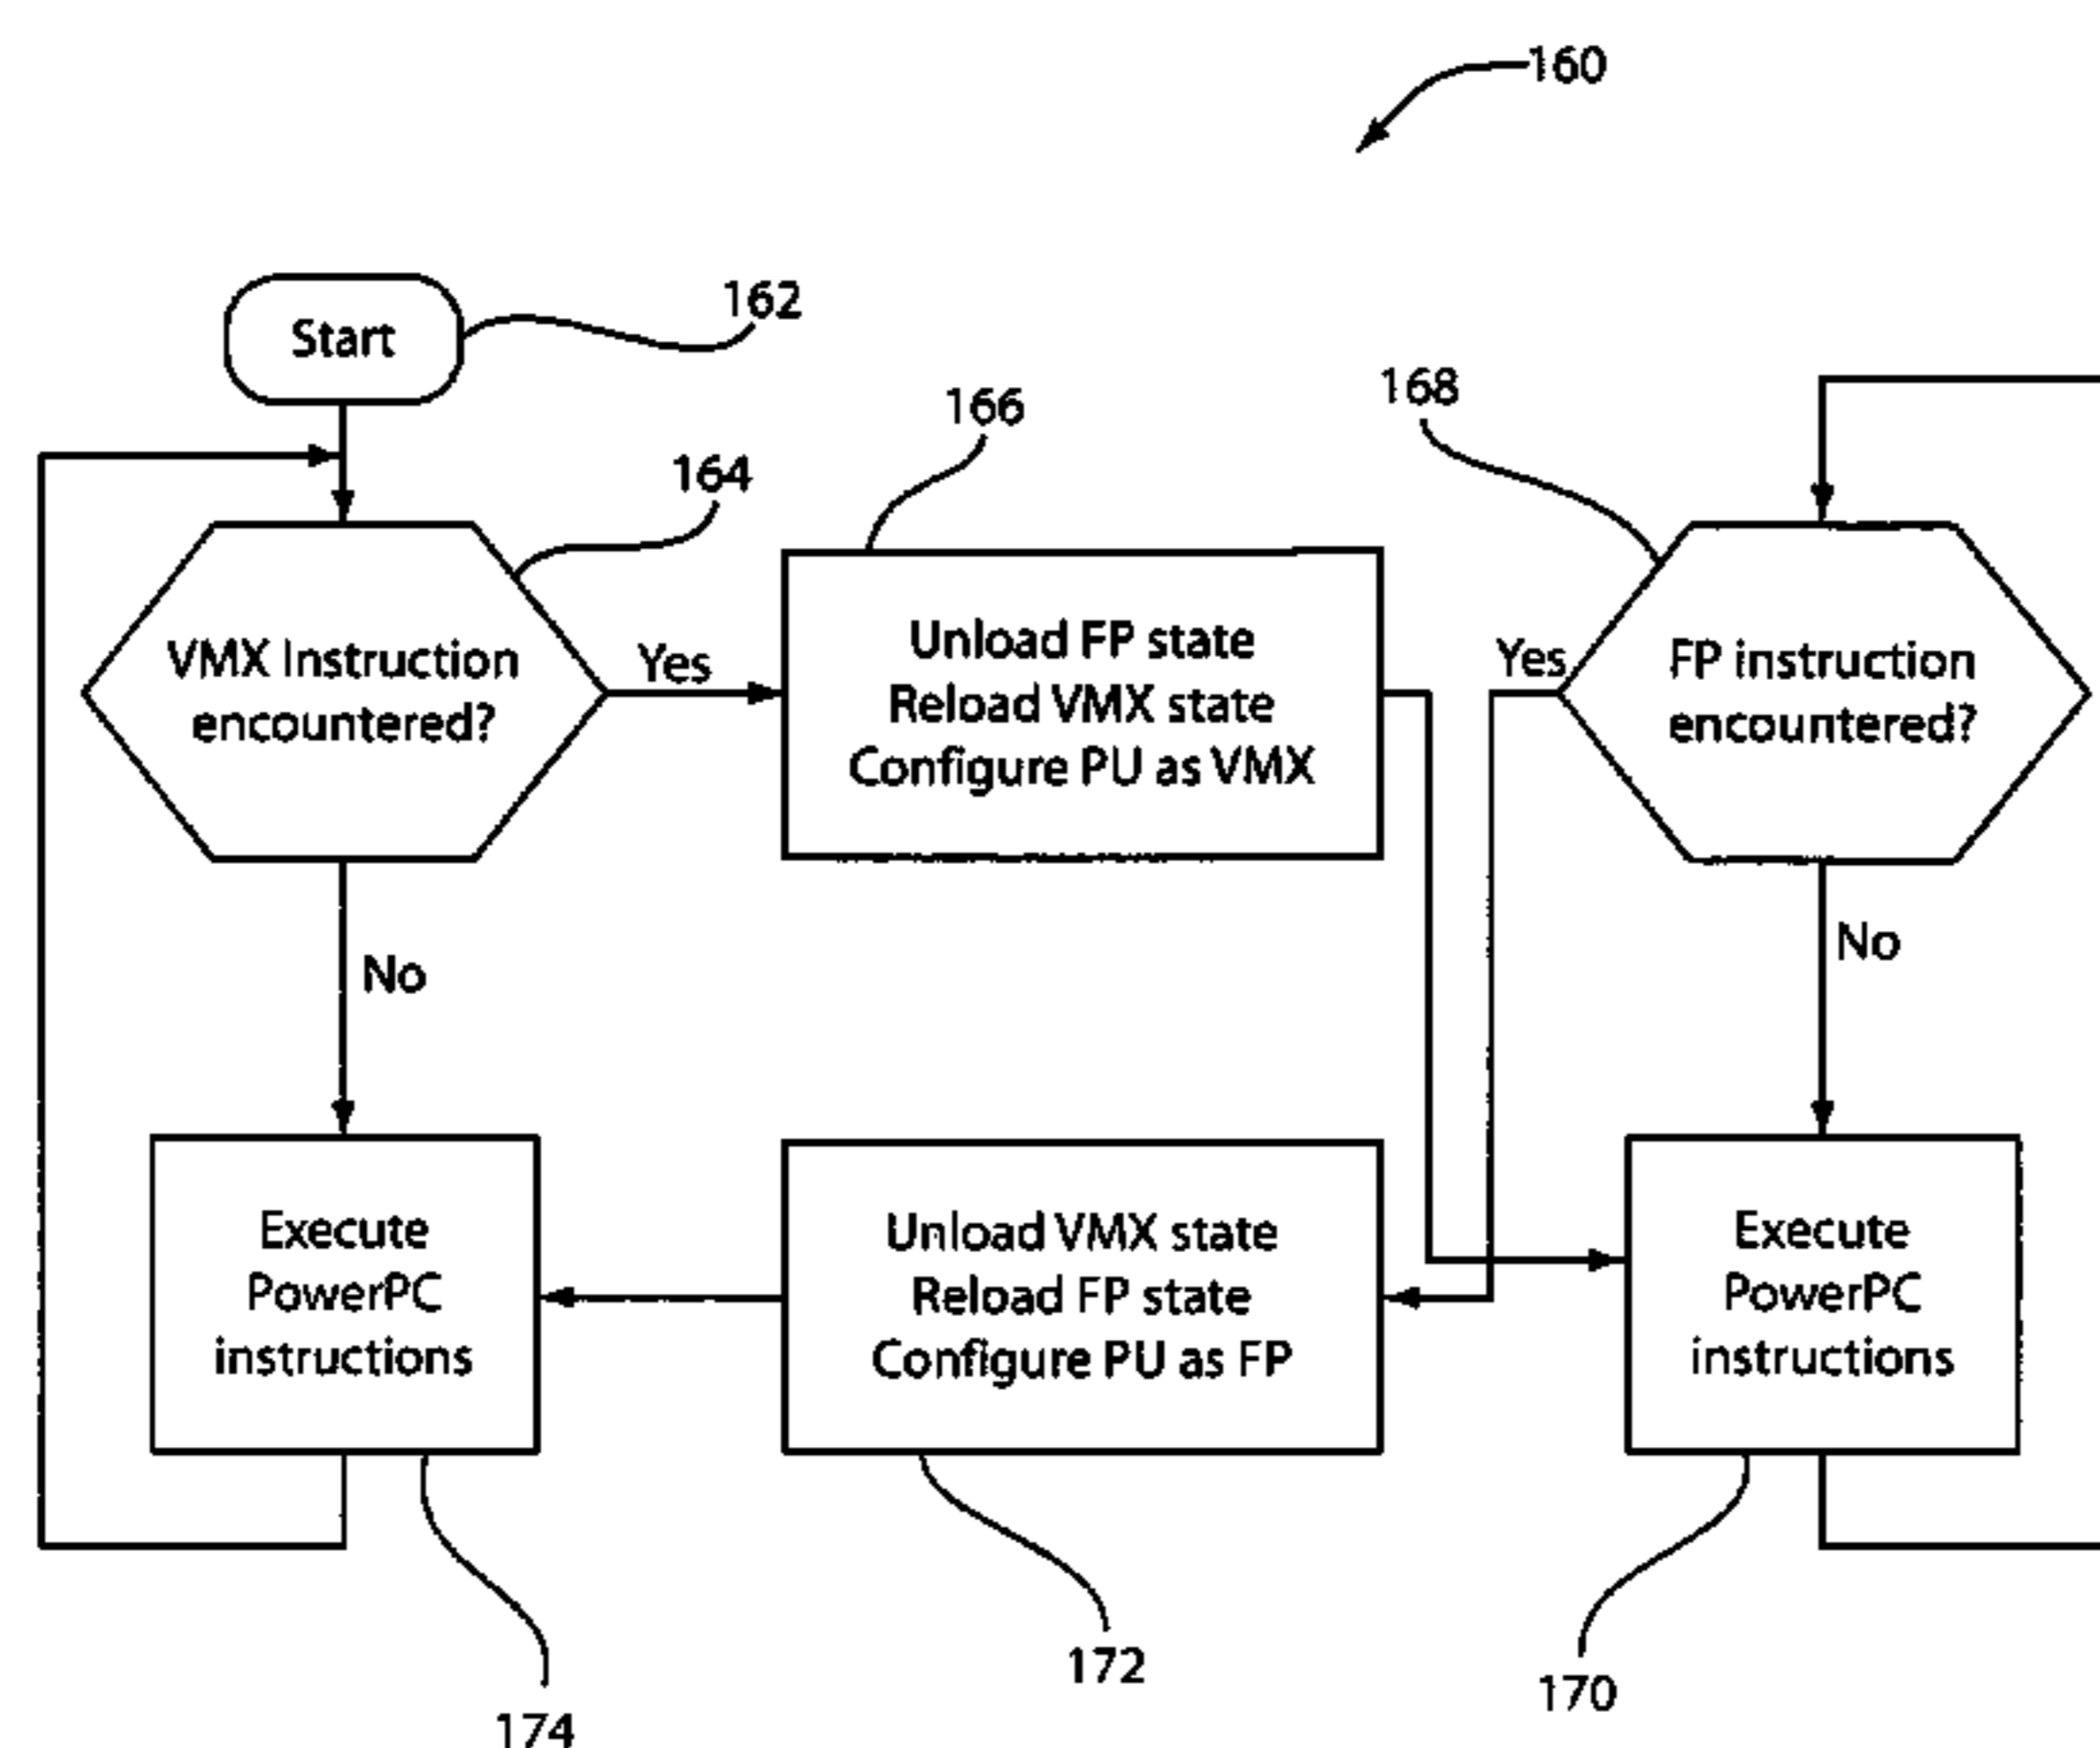 160
Start
162
166
168
164
VMX Instruction
encountered?
Yes
Unload FP state
Reload VMX state
Configure PU as VMX
Yes
FP instruction
encountered?
No
No
Execute
PowerPC
instructions
Unload VMX state
Reload FP state
Configure PU as FP
Execute
PowerPC
instructions
172
170
174